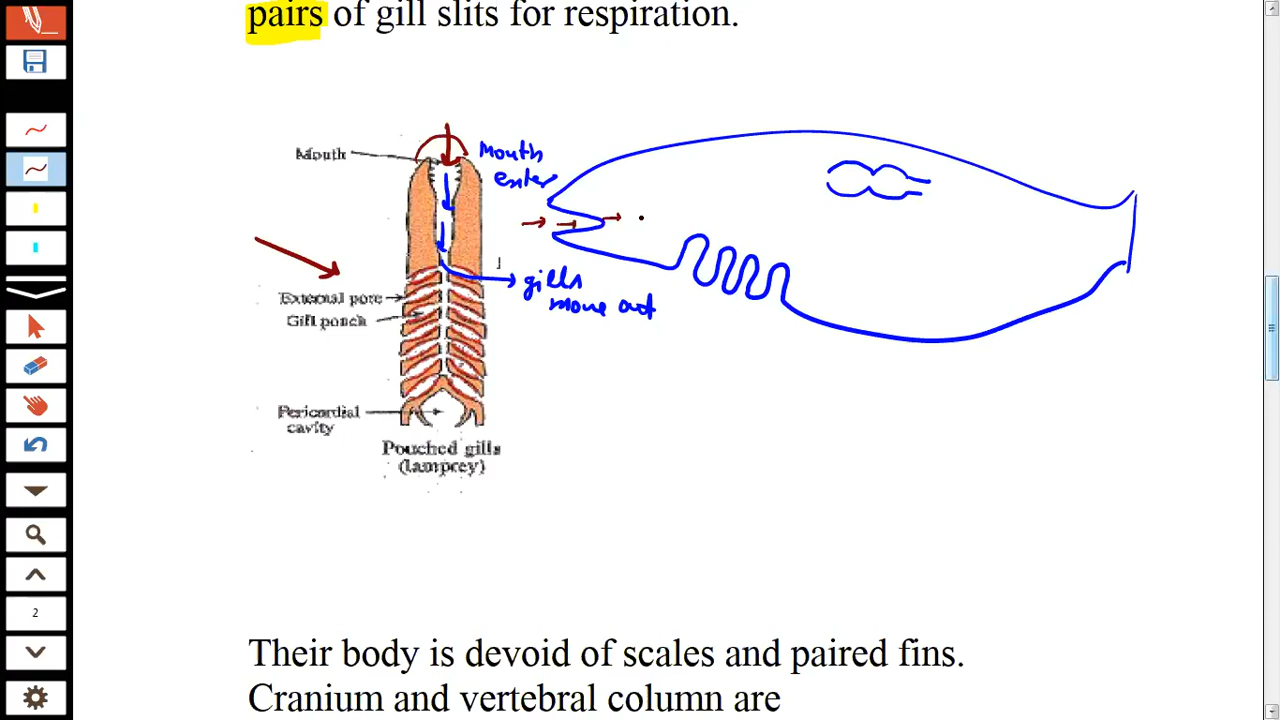 pairs of gill slits for respiration.
Mouth
Mouth
enter
gills
move out
External pore
Gill pouch
Pericardial
cavity
Pouched gills
(lamprey)
2
Their body is devoid of scales and paired fins.
Cranium and vertebral column are